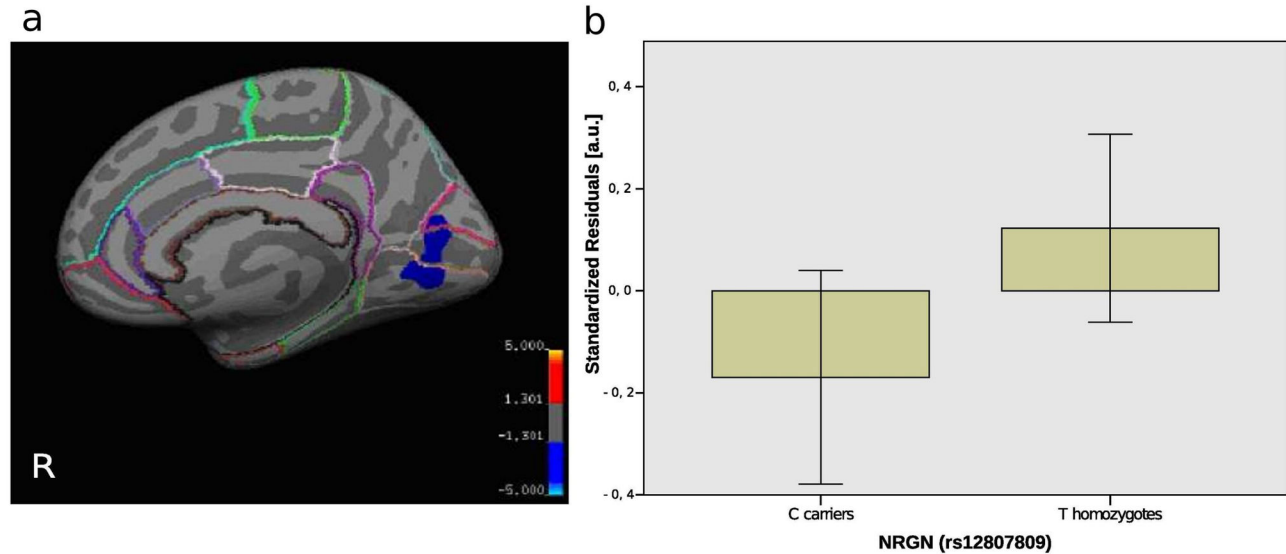 a
b
5.000
1.301
-1.301
-5.000
R
Standardized Residuals [a.u.]
0, 4
0, 2
0, 0
- 0, 2
- 0, 4
C carriers
T homozygotes
NRGN (rs12807809)